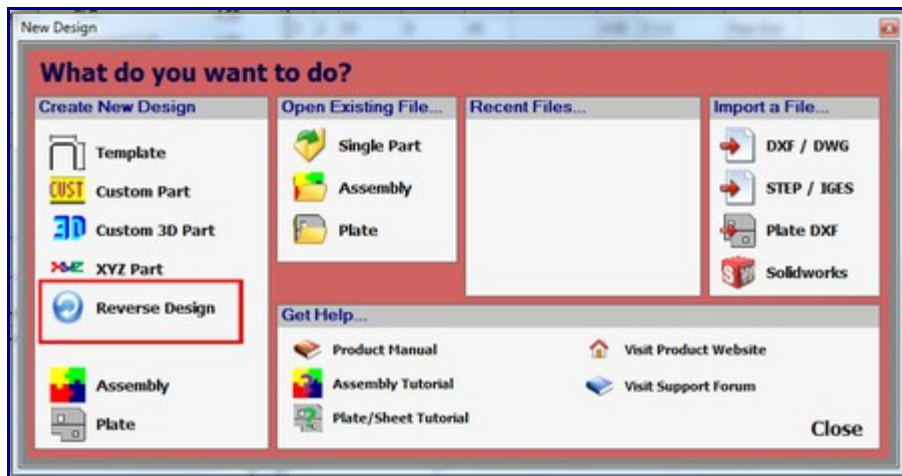 New Design
What do you want to do?
Create New Design
Template
CUST Custom Part
3D Custom 3D Part
XYZ XYZ Part
Reverse Design
Assembly
Plate
Open Existing File...
Single Part
Assembly
Plate
Recent Files...
Import a File...
DXF / DWG
STEP / IGES
Plate DXF
Solidworks
Get Help...
Product Manual
Assembly Tutorial
Plate/Sheet Tutorial
Visit Product Website
Visit Support Forum
Close